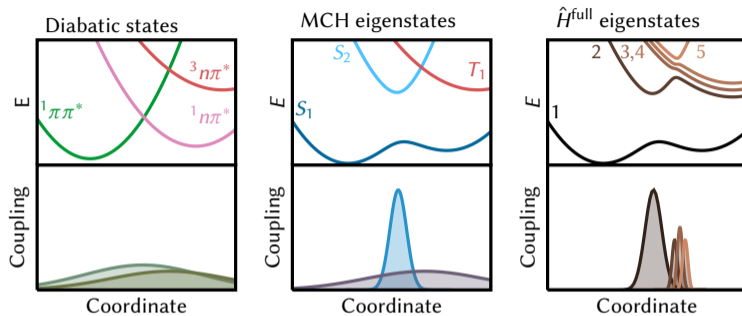 Diabatic states
MCH eigenstates
Ĥᶠᵘˡˡ eigenstates
E
³nπ*
¹ππ*
¹nπ*
E
S₂
T₁
S₁
E
2
3,4
5
1
Coupling
Coordinate
Coupling
Coordinate
Coupling
Coordinate